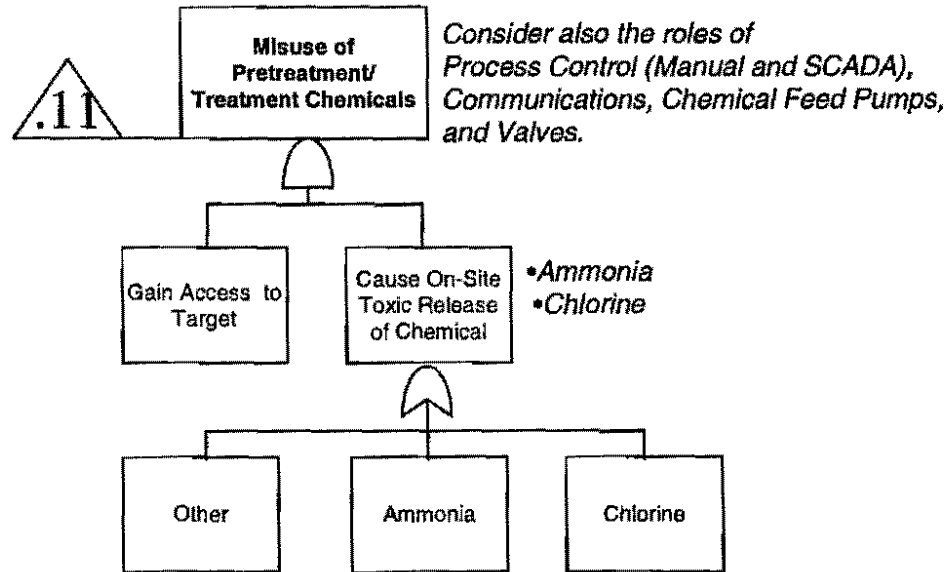 Misuse of
Pretreatment/
Treatment Chemicals
Consider also the roles of
Process Control (Manual and SCADA),
Communications, Chemical Feed Pumps,
and Valves.
.11
Gain Access to
Target
Cause On-Site
Toxic Release
of Chemical
•Ammonia
•Chlorine
Other
Ammonia
Chlorine